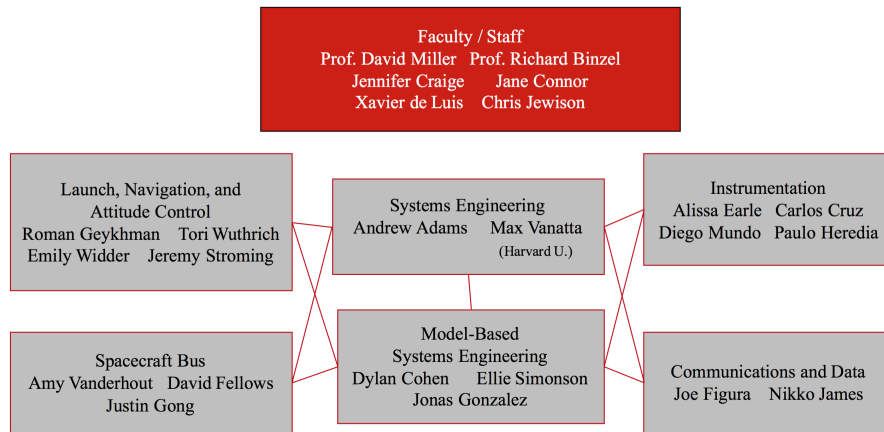 Faculty / Staff
Prof. David Miller Prof. Richard Binzel
Jennifer Craige Jane Connor
Xavier de Luis Chris Jewison
Launch, Navigation, and
Attitude Control
Roman Geykhman Tori Wuthrich
Emily Widder Jeremy Stroming
Systems Engineering
Andrew Adams Max Vanatta
(Harvard U.)
Instrumentation
Alissa Earle Carlos Cruz
Diego Mundo Paulo Heredia
Spacecraft Bus
Amy Vanderhout David Fellows
Justin Gong
Model-Based
Systems Engineering
Dylan Cohen Ellie Simonson
Jonas Gonzalez
Communications and Data
Joe Figura Nikko James